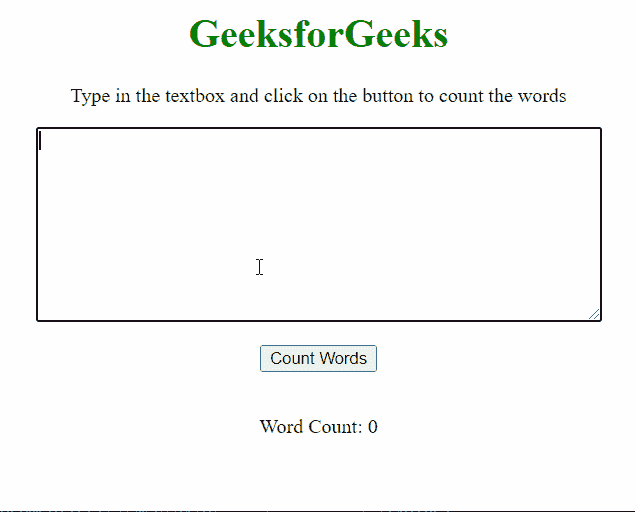 GeeksforGeeks
Type in the textbox and click on the button to count the words
Count Words
Word Count: 0